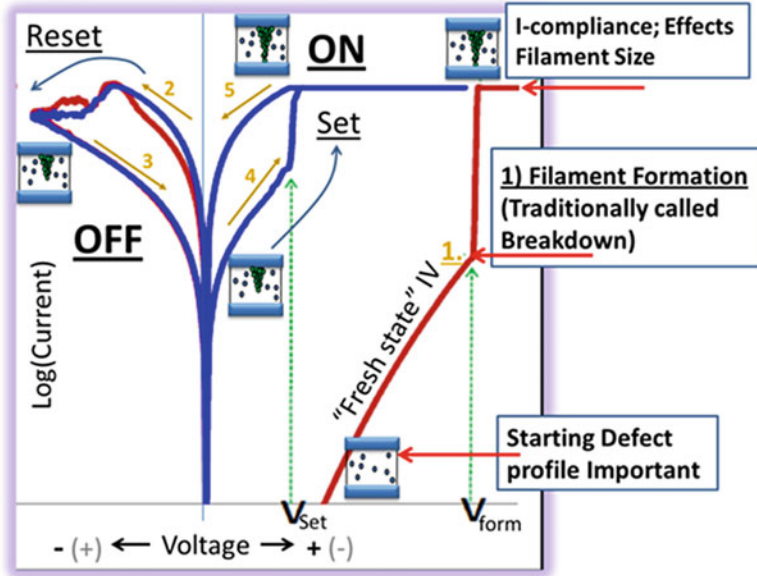 Reset
ON
I-compliance; Effects
Filament Size
2
5
Set
3
4
1) Filament Formation
(Traditionally called
Breakdown)
OFF
1.
Log(Current)
“Fresh state” IV
Starting Defect
profile Important
VSet
Vform
- (+) Voltage + (-)